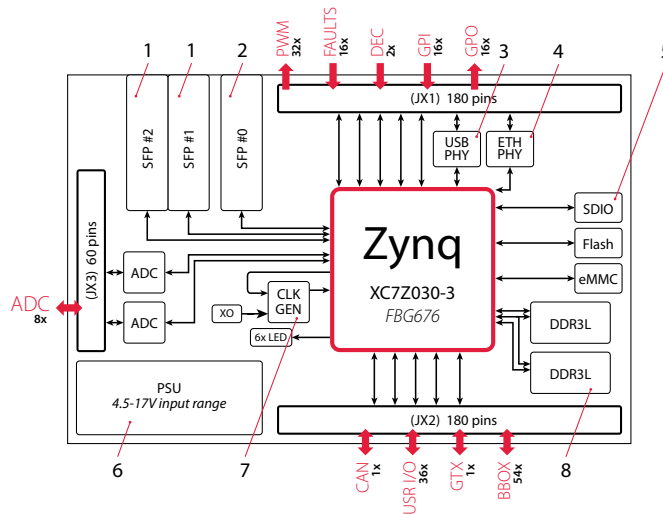 PWM
32x
FAULTS
16x
DEC
2x
GPI
16x
GPO
16x
1
1
2
3
4
5
(JX1) 180 pins
SFP #2
SFP #1
SFP #0
USB
PHY
ETH
PHY
(JX3) 60 pins
ADC
ADC
ADC
8x
Zynq
XC7Z030-3
FBG676
SDIO
Flash
eMMC
XO
CLK
GEN
6x LED
DDR3L
DDR3L
PSU
4.5-17V input range
(JX2) 180 pins
6
7
8
CAN
1x
USR I/O
36x
GTX
1x
BBOX
54x